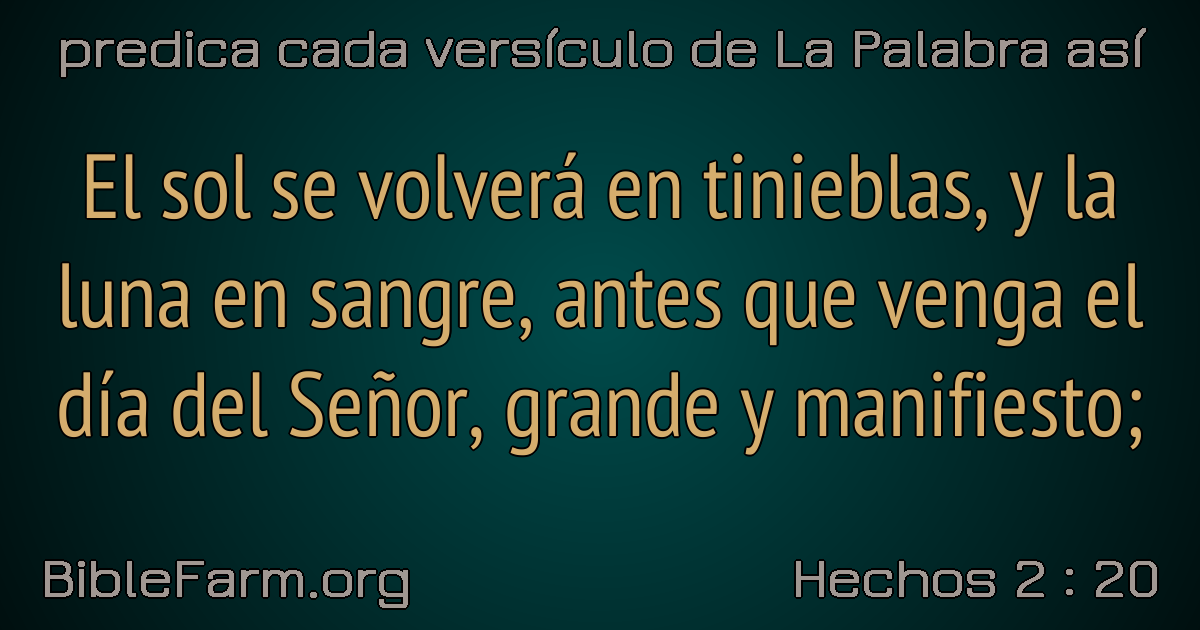 predica cada versículo de La Palabra así
El sol se volverá en tinieblas, y la
luna en sangre, antes que venga el
día del Señor, grande y manifiesto;
BibleFarm.org
Hechos 2 : 20